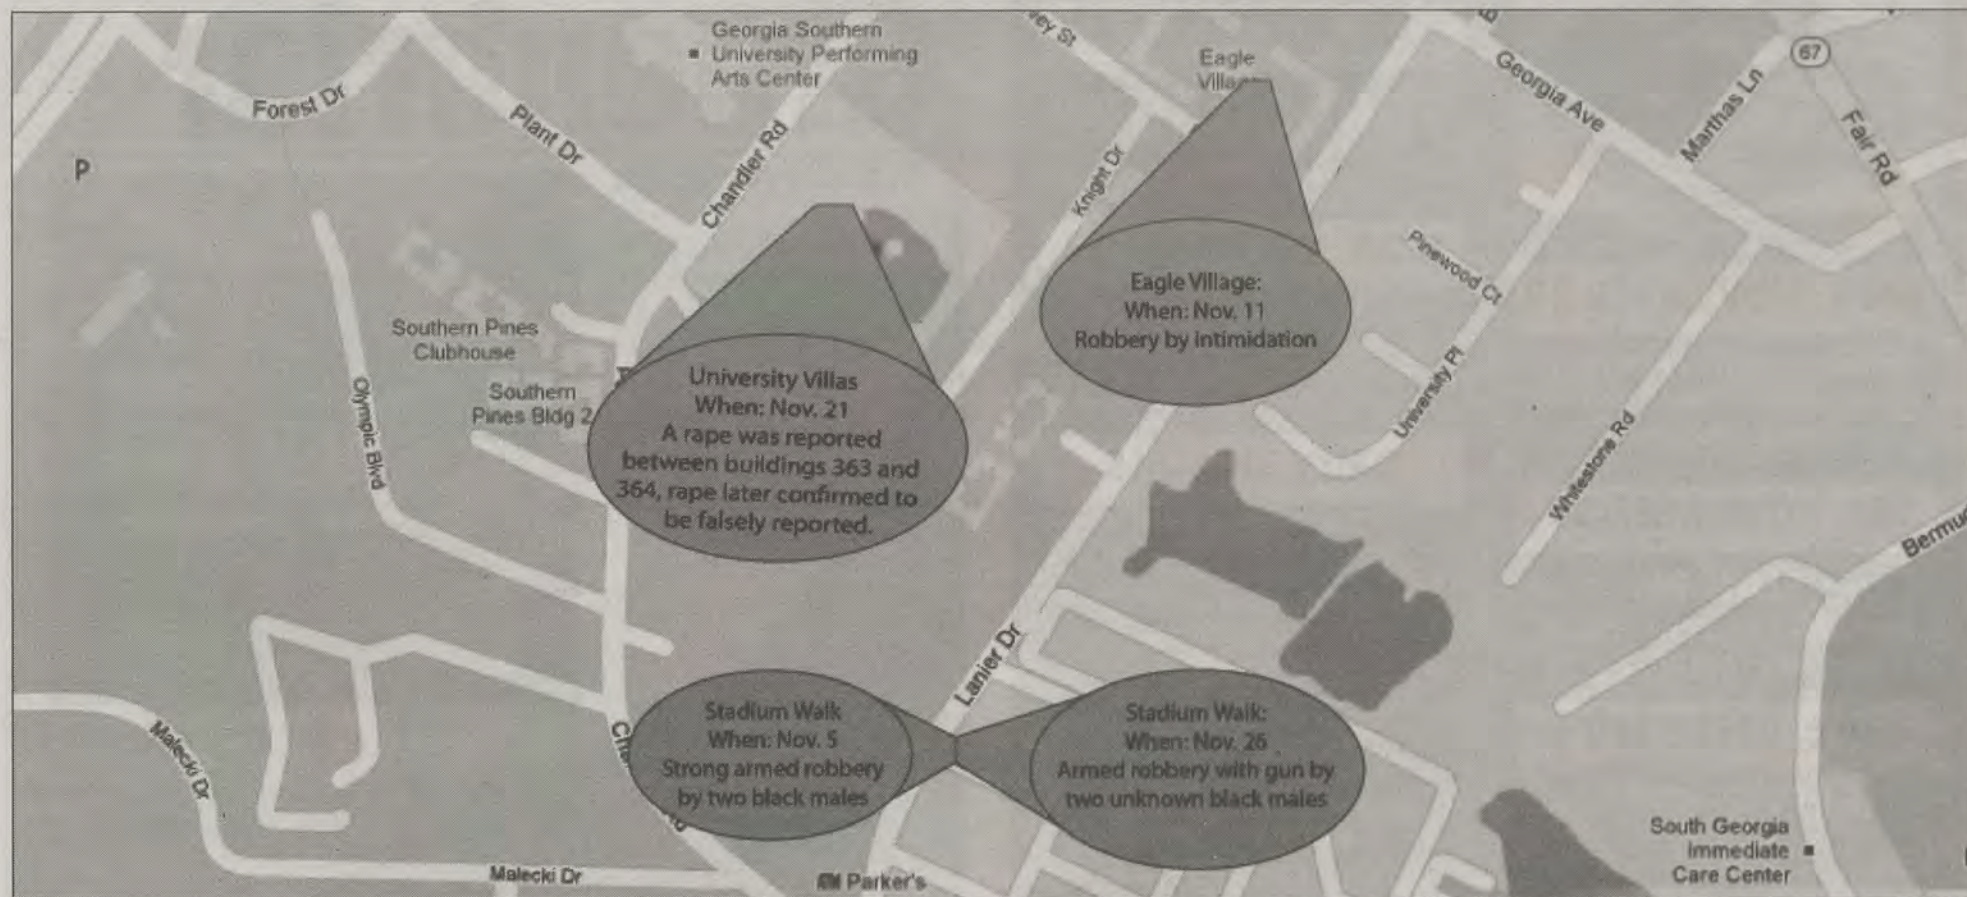 Georgia Southern
University Performing
Arts Center
Eagle
67
Georgia Ave
Marthas Ln
Fair Rd
Forest Dr
Plant Dr
Chandler Rd
Knight Dr
P
Pinewood Ct
Eagle Village:
When: Nov. 11
Robbery by intimidation
Southern Pines
Clubhouse
Southern
Pines Bldg 2
Olympic Blvd
University Villas
When: Nov. 21
A rape was reported
between buildings 363 and
364, rape later confirmed to
be falsely reported.
University Pl
Whitestone Rd
Lanier Dr
Stadium Walk
When: Nov. 5
Strong armed robbery
by two black males
Stadium Walk:
When: Nov. 26
Armed robbery with gun by
two unknown black males
Malecki Dr
Malecki Dr
Parker's
South Georgia
Immediate
Care Center